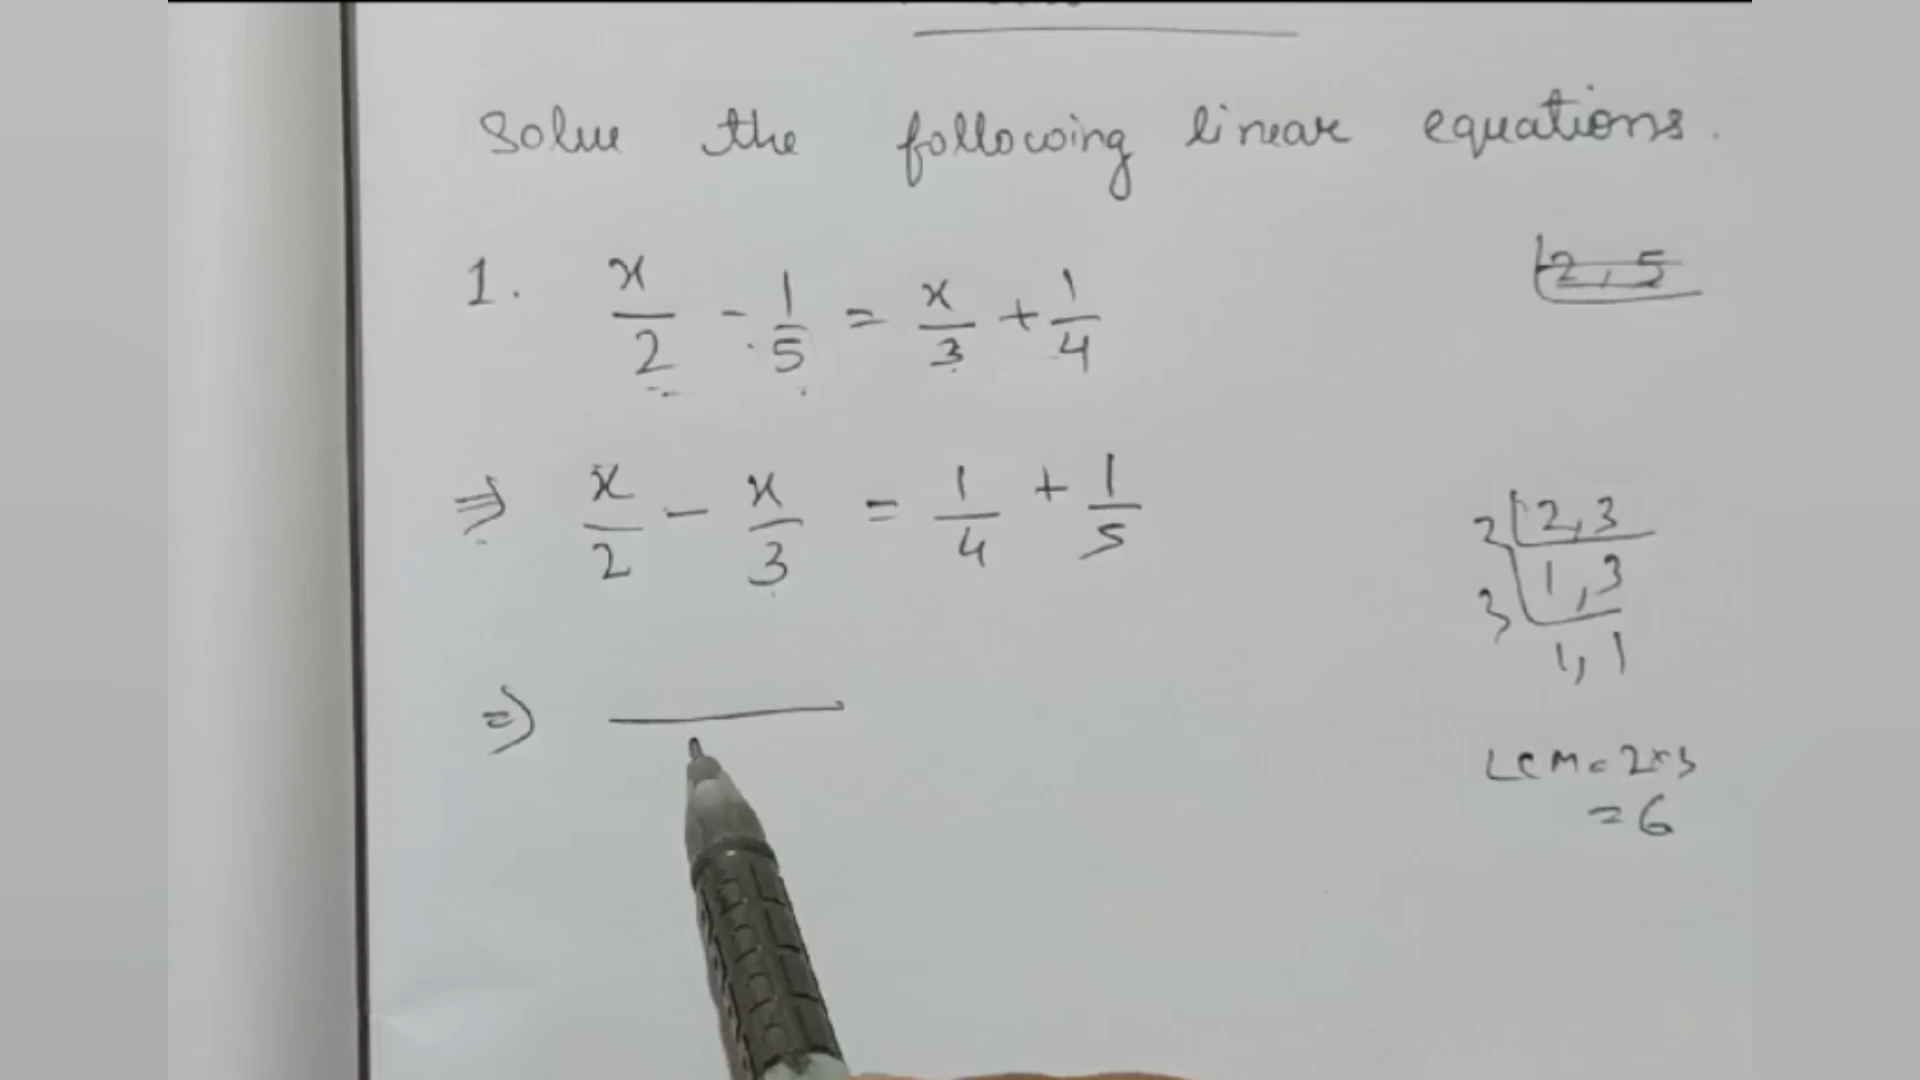 Solve the following linear equations.
1. x/2 - 1/5 = x/3 + 1/4
2, 5
⇒ x/2 - x/3 = 1/4 + 1/5
2 | 2, 3
3 | 1, 3
1, 1
⇒
LCM = 2×3
= 6